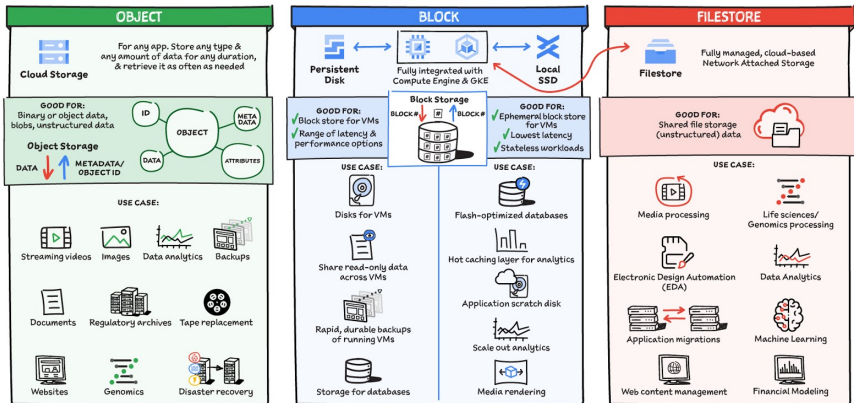 OBJECT
Cloud Storage
For any app. Store any type &
any amount of data for any duration,
& retrieve it as often as needed
GOOD FOR:
Binary or object data,
blobs, unstructured data
Object Storage
DATA
METADATA/
OBJECT ID
ID
META
DATA
OBJECT
DATA
ATTRIBUTES
USE CASE:
Streaming videos
Images
Data analytics
Backups
Documents
Regulatory archives
Tape replacement
Websites
Genomics
Disaster recovery
BLOCK
Persistent
Disk
Fully integrated with
Compute Engine & GKE
Local
SSD
GOOD FOR:
✓Block store for VMs
✓Range of latency &
performance options
Block Storage
BLOCK#
#
BLOCK#
# # #
# # #
# # #
GOOD FOR:
✓Ephemeral block store
for VMs
✓Lowest latency
✓Stateless workloads
USE CASE:
Disks for VMs
Share read-only data
across VMs
Rapid, durable backups
of running VMs
Storage for databases
USE CASE:
Flash-optimized databases
Hot caching layer for analytics
Application scratch disk
Scale out analytics
Media rendering
FILESTORE
Filestore
Fully managed, cloud-based
Network Attached Storage
GOOD FOR:
Shared file storage
(unstructured) data
USE CASE:
Media processing
Life sciences/
Genomics processing
Electronic Design Automation
(EDA)
Data Analytics
Application migrations
Machine Learning
Web content management
Financial Modeling